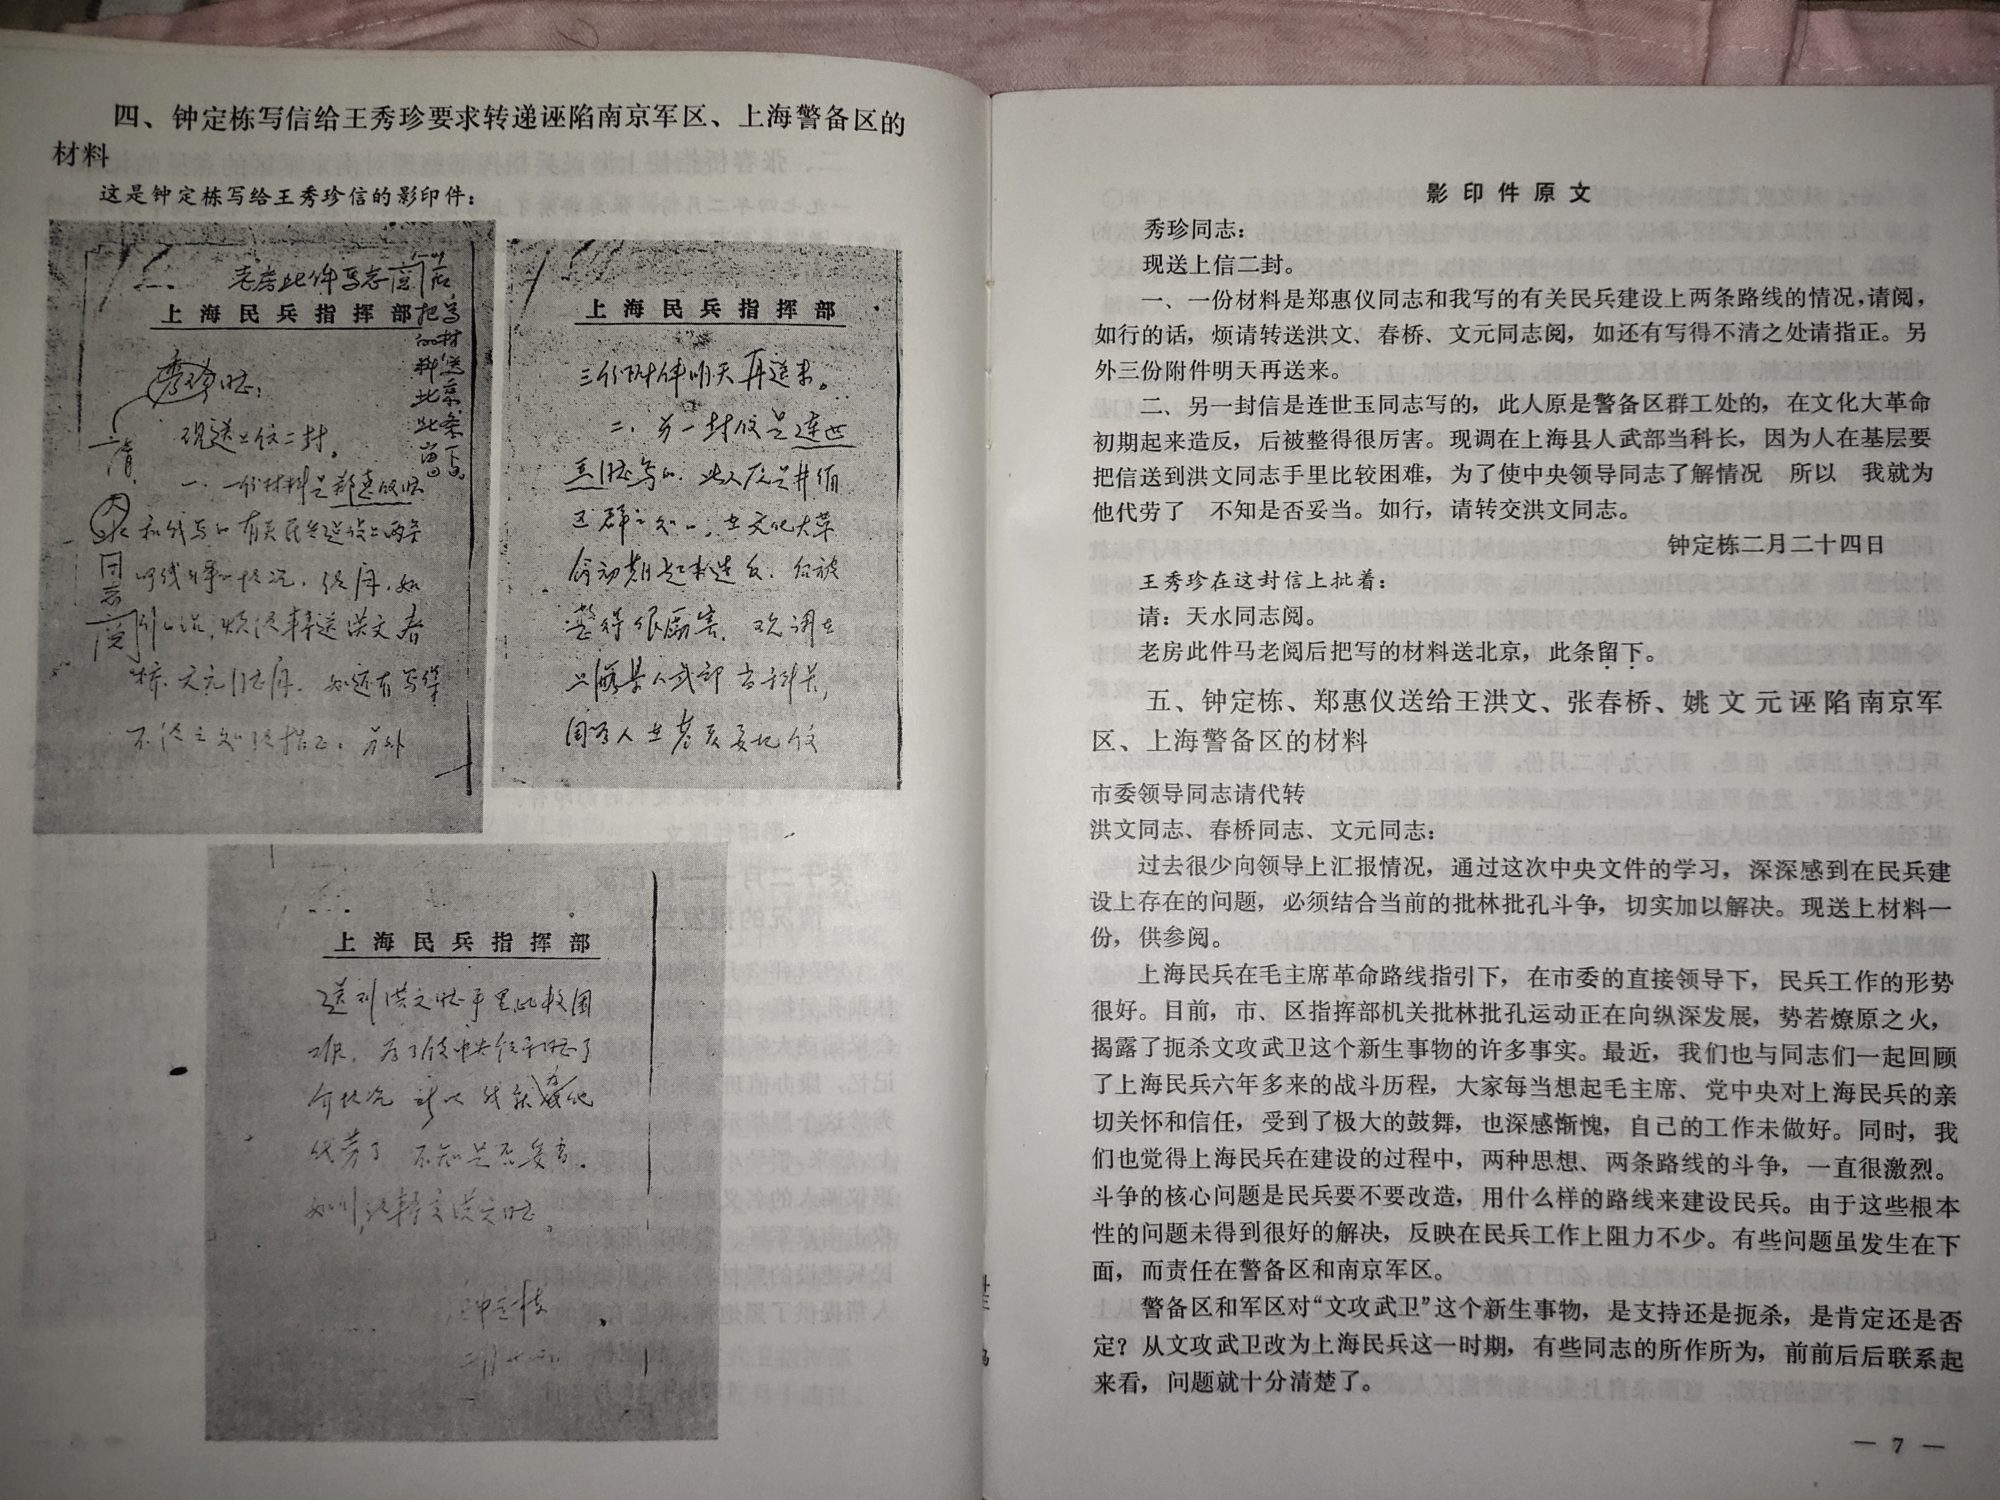 四、钟定栋写信给王秀珍要求转递诬陷南京军区、上海警备区的
材料
这是钟定栋写给王秀珍信的影印件：
老房此件马老阅后
把写的材料送北京
此条留下。
上海民兵指挥部
秀珍同志：
请
天水
同志
阅
现送上信二封。
一、一份材料是郑惠仪同志
和我写的有关民兵建设上两条
路线的情况，请阅，如
行的话，烦请转送洪文春
桥、文元同志阅，如还有写得
不清之处请指正。另外
上海民兵指挥部
三份附件明天再送来。
二、另一封信是连世
玉同志写的，此人原是警备
区群工处的，在文化大革
命初期起来造反，后被
整得很厉害，现调在
上海县人武部当科长，
因为人在基层要把信
上海民兵指挥部
送到洪文同志手里比较困
难，为了使中央领导同志了
解情况 所以 我就为他
代劳了 不知是否妥当。
如行，请转交洪文同志。
钟定栋
二月廿四
影印件原文
秀珍同志：
现送上信二封。
一、一份材料是郑惠仪同志和我写的有关民兵建设上两条路线的情况，请阅，
如行的话，烦请转送洪文、春桥、文元同志阅，如还有写得不清之处请指正。另
外三份附件明天再送来。
二、另一封信是连世玉同志写的，此人原是警备区群工处的，在文化大革命
初期起来造反，后被整得很厉害。现调在上海县人武部当科长，因为人在基层要
把信送到洪文同志手里比较困难，为了使中央领导同志了解情况 所以 我就为
他代劳了 不知是否妥当。如行，请转交洪文同志。
钟定栋二月二十四日
王秀珍在这封信上批着：
请：天水同志阅。
老房此件马老阅后把写的材料送北京，此条留下。
五、钟定栋、郑惠仪送给王洪文、张春桥、姚文元诬陷南京军
区、上海警备区的材料
市委领导同志请代转
洪文同志、春桥同志、文元同志：
过去很少向领导上汇报情况，通过这次中央文件的学习，深深感到在民兵建
设上存在的问题，必须结合当前的批林批孔斗争，切实加以解决。现送上材料一
份，供参阅。
上海民兵在毛主席革命路线指引下，在市委的直接领导下，民兵工作的形势
很好。目前，市、区指挥部机关批林批孔运动正在向纵深发展，势若燎原之火，
揭露了扼杀文攻武卫这个新生事物的许多事实。最近，我们也与同志们一起回顾
了上海民兵六年多来的战斗历程，大家每当想起毛主席、党中央对上海民兵的亲
切关怀和信任，受到了极大的鼓舞，也深感惭愧，自己的工作未做好。同时，我
们也觉得上海民兵在建设的过程中，两种思想、两条路线的斗争，一直很激烈。
斗争的核心问题是民兵要不要改造，用什么样的路线来建设民兵。由于这些根本
性的问题未得到很好的解决，反映在民兵工作上阻力不少。有些问题虽发生在下
面，而责任在警备区和南京军区。
警备区和军区对“文攻武卫”这个新生事物，是支持还是扼杀，是肯定还是否
定？从文攻武卫改为上海民兵这一时期，有些同志的所作所为，前前后后联系起
来看，问题就十分清楚了。
— 7 —